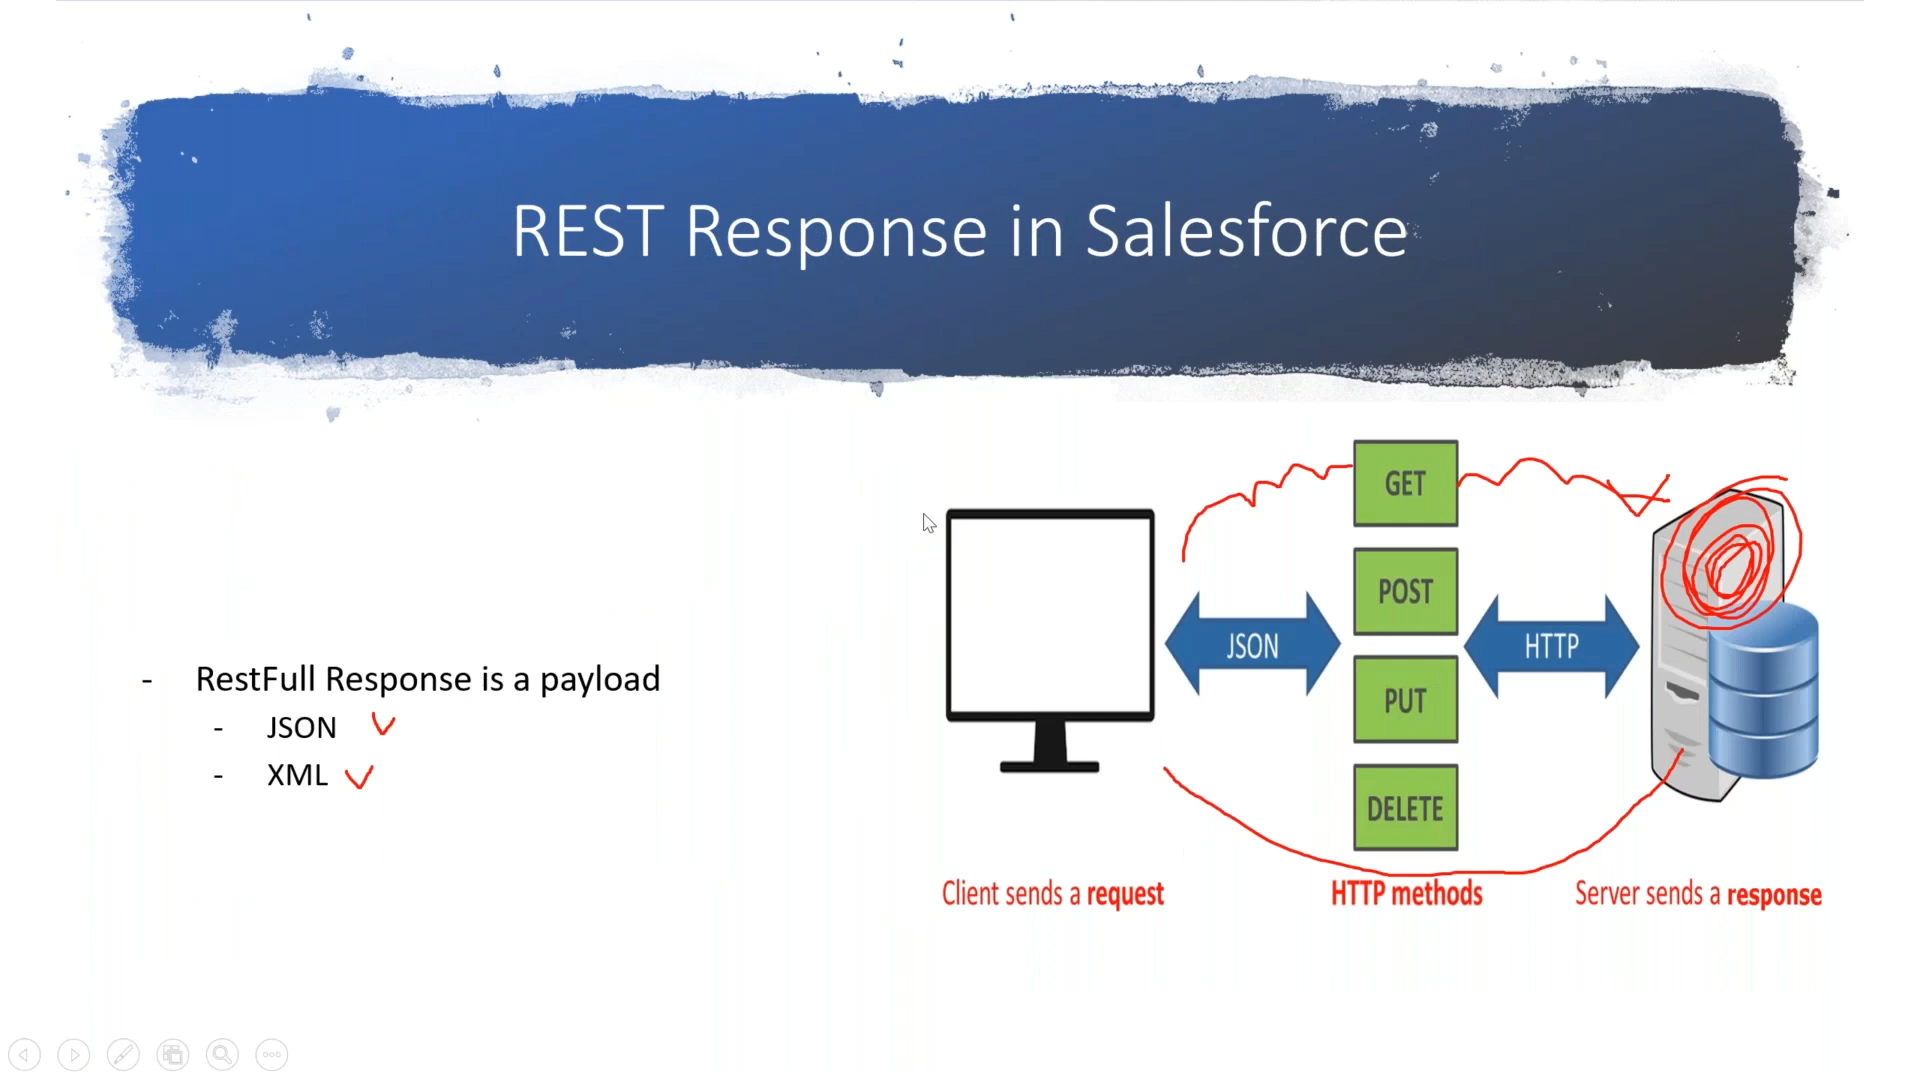 REST Response in Salesforce
- RestFull Response is a payload
- JSON
- XML
GET
POST
PUT
DELETE
JSON
HTTP
Client sends a request
HTTP methods
Server sends a response